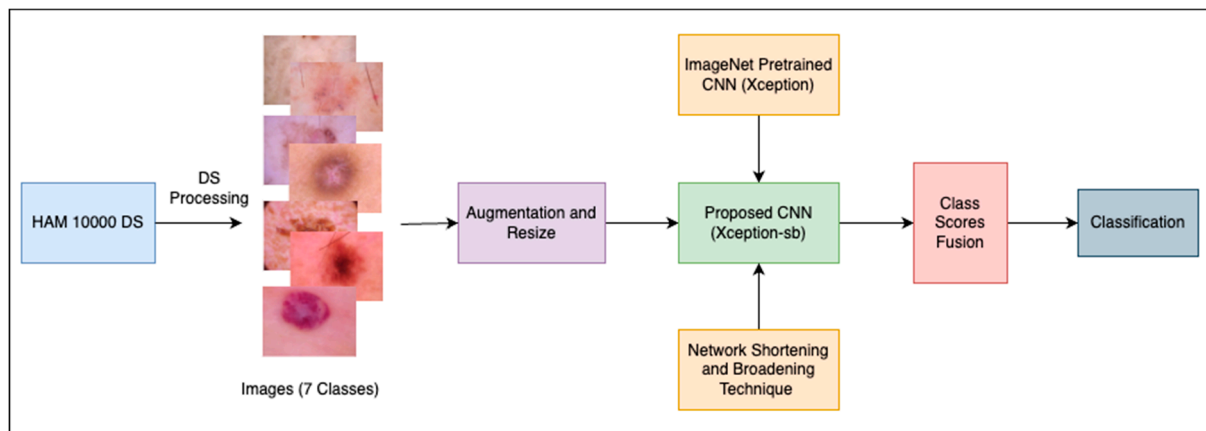 HAM 10000 DS
DS
Processing
Images (7 Classes)
Augmentation and
Resize
ImageNet Pretrained
CNN (Xception)
Proposed CNN
(Xception-sb)
Network Shortening
and Broadening
Technique
Class
Scores
Fusion
Classification